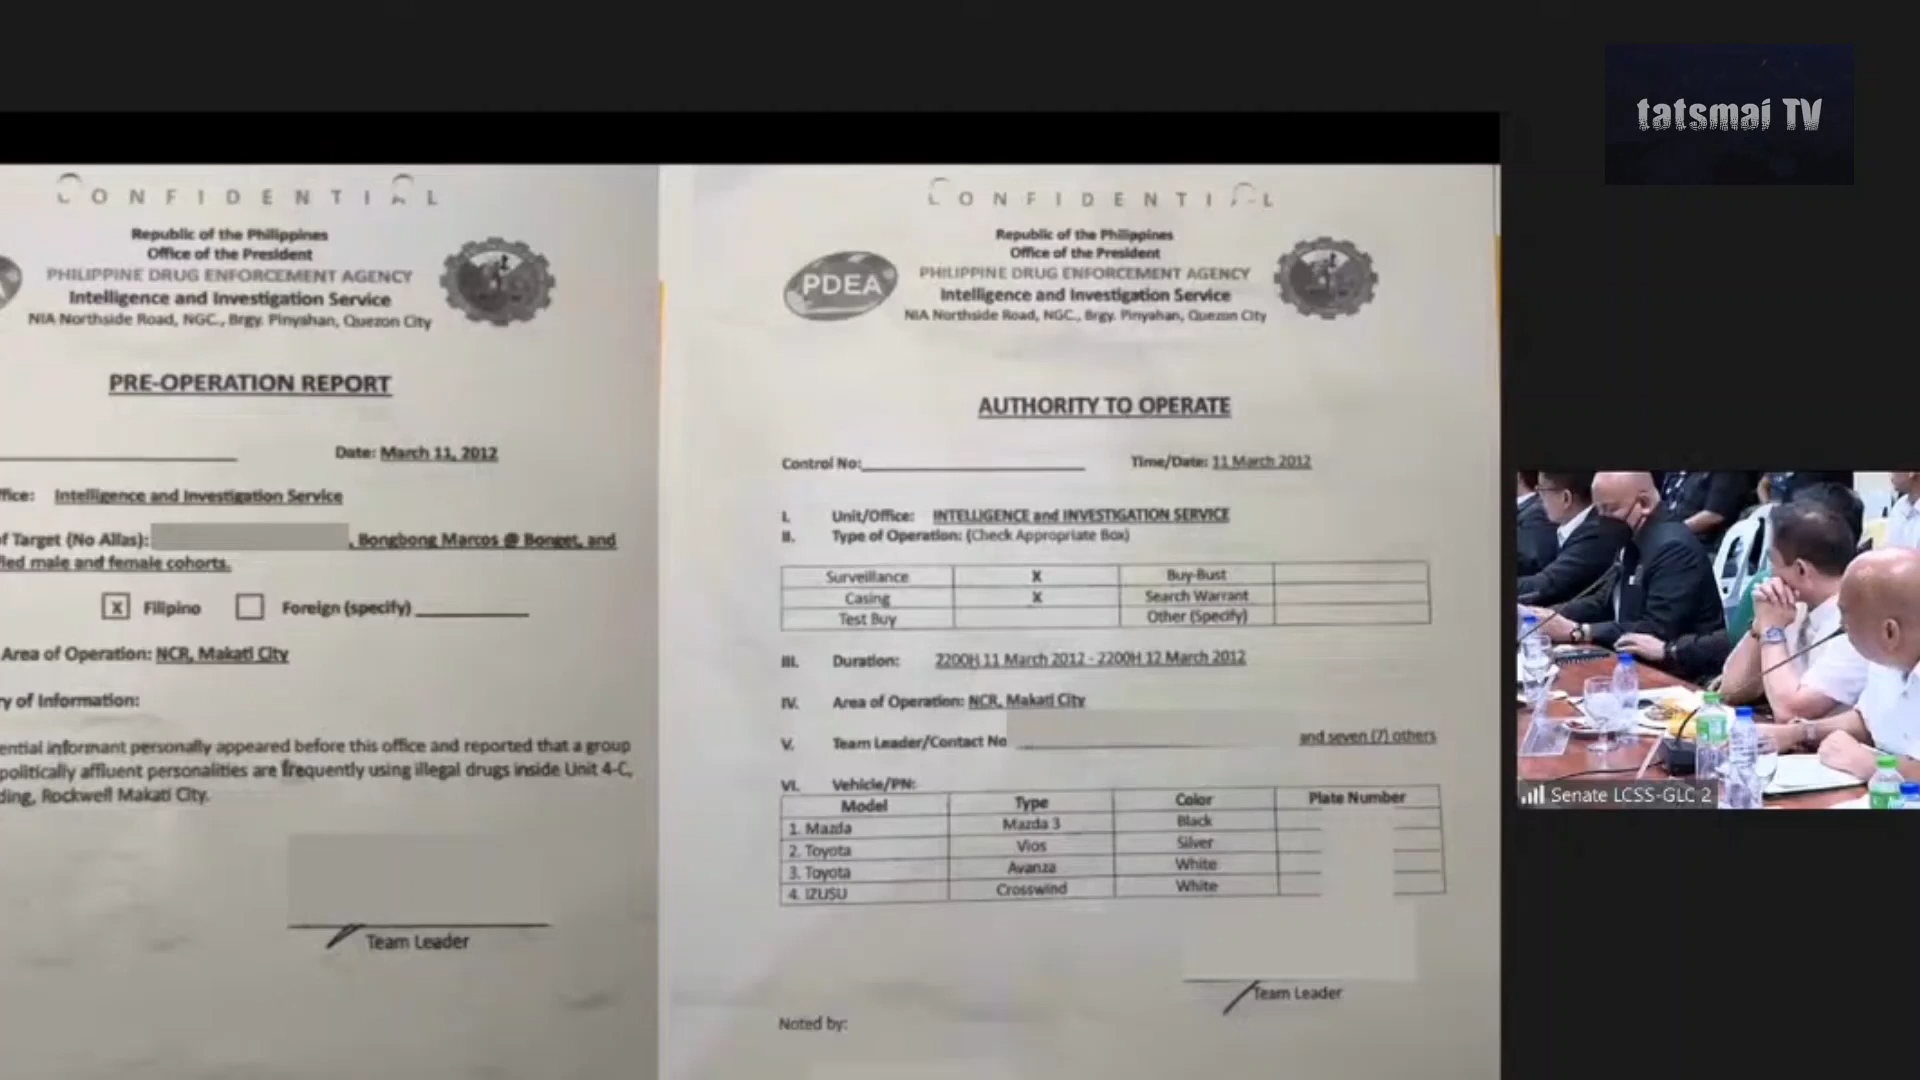 tatsmai TV
CONFIDENTIAL
Republic of the Philippines
Office of the President
PHILIPPINE DRUG ENFORCEMENT AGENCY
Intelligence and Investigation Service
NIA Northside Road, NGC., Brgy. Pinyahan, Quezon City
PRE-OPERATION REPORT
Date: March 11, 2012
ffice: Intelligence and Investigation Service
f Target (No Alias): , Bongbong Marcos @ Bonget, and
ied male and female cohorts.
X Filipino Foreign (specify)
Area of Operation: NCR, Makati City
y of Information:
ential informant personally appeared before this office and reported that a group
politically affluent personalities are frequently using illegal drugs inside Unit 4-C,
ding, Rockwell Makati City.
Team Leader
CONFIDENTIAL
Republic of the Philippines
Office of the President
PDEA
PHILIPPINE DRUG ENFORCEMENT AGENCY
Intelligence and Investigation Service
NIA Northside Road, NGC., Brgy. Pinyahan, Quezon City
AUTHORITY TO OPERATE
Control No: Time/Date: 11 March 2012
I. Unit/Office: INTELLIGENCE and INVESTIGATION SERVICE
II. Type of Operation: (Check Appropriate Box)
Surveillance X Buy-Bust
Casing X Search Warrant
Test Buy Other (Specify)
III. Duration: 2200H 11 March 2012 - 2200H 12 March 2012
IV. Area of Operation: NCR, Makati City
V. Team Leader/Contact No and seven (7) others
VI. Vehicle/PN:
Model Type Color Plate Number
1. Mazda Mazda 3 Black
2. Toyota Vios Silver
3. Toyota Avanza White
4. IZUSU Crosswind White
Team Leader
Noted by:
Senate LCSS-GLC 2